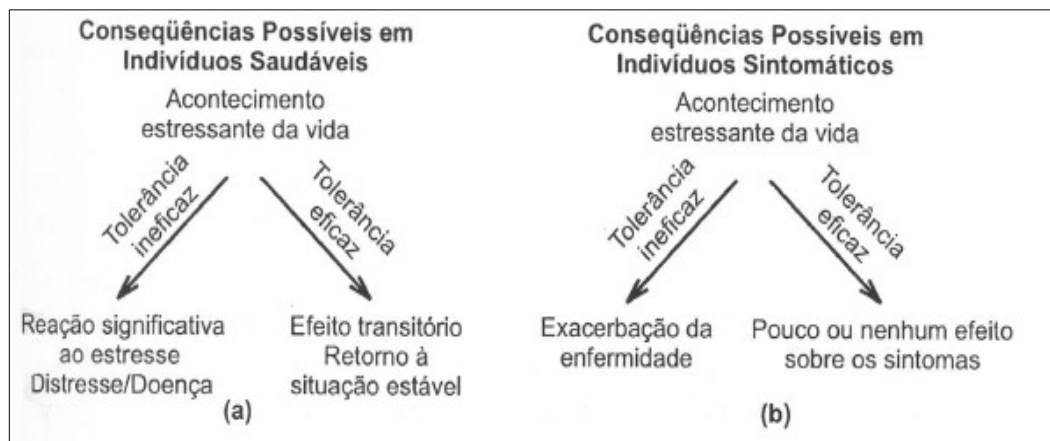 Conseqüências Possíveis em
Indivíduos Saudáveis
Acontecimento
estressante da vida
Tolerância
ineficaz
Tolerância
eficaz
Reação significativa
ao estresse
Distresse/Doença
Efeito transitório
Retorno à
situação estável
(a)
Conseqüências Possíveis em
Indivíduos Sintomáticos
Acontecimento
estressante da vida
Tolerância
ineficaz
Tolerância
eficaz
Exacerbação da
enfermidade
Pouco ou nenhum efeito
sobre os sintomas
(b)